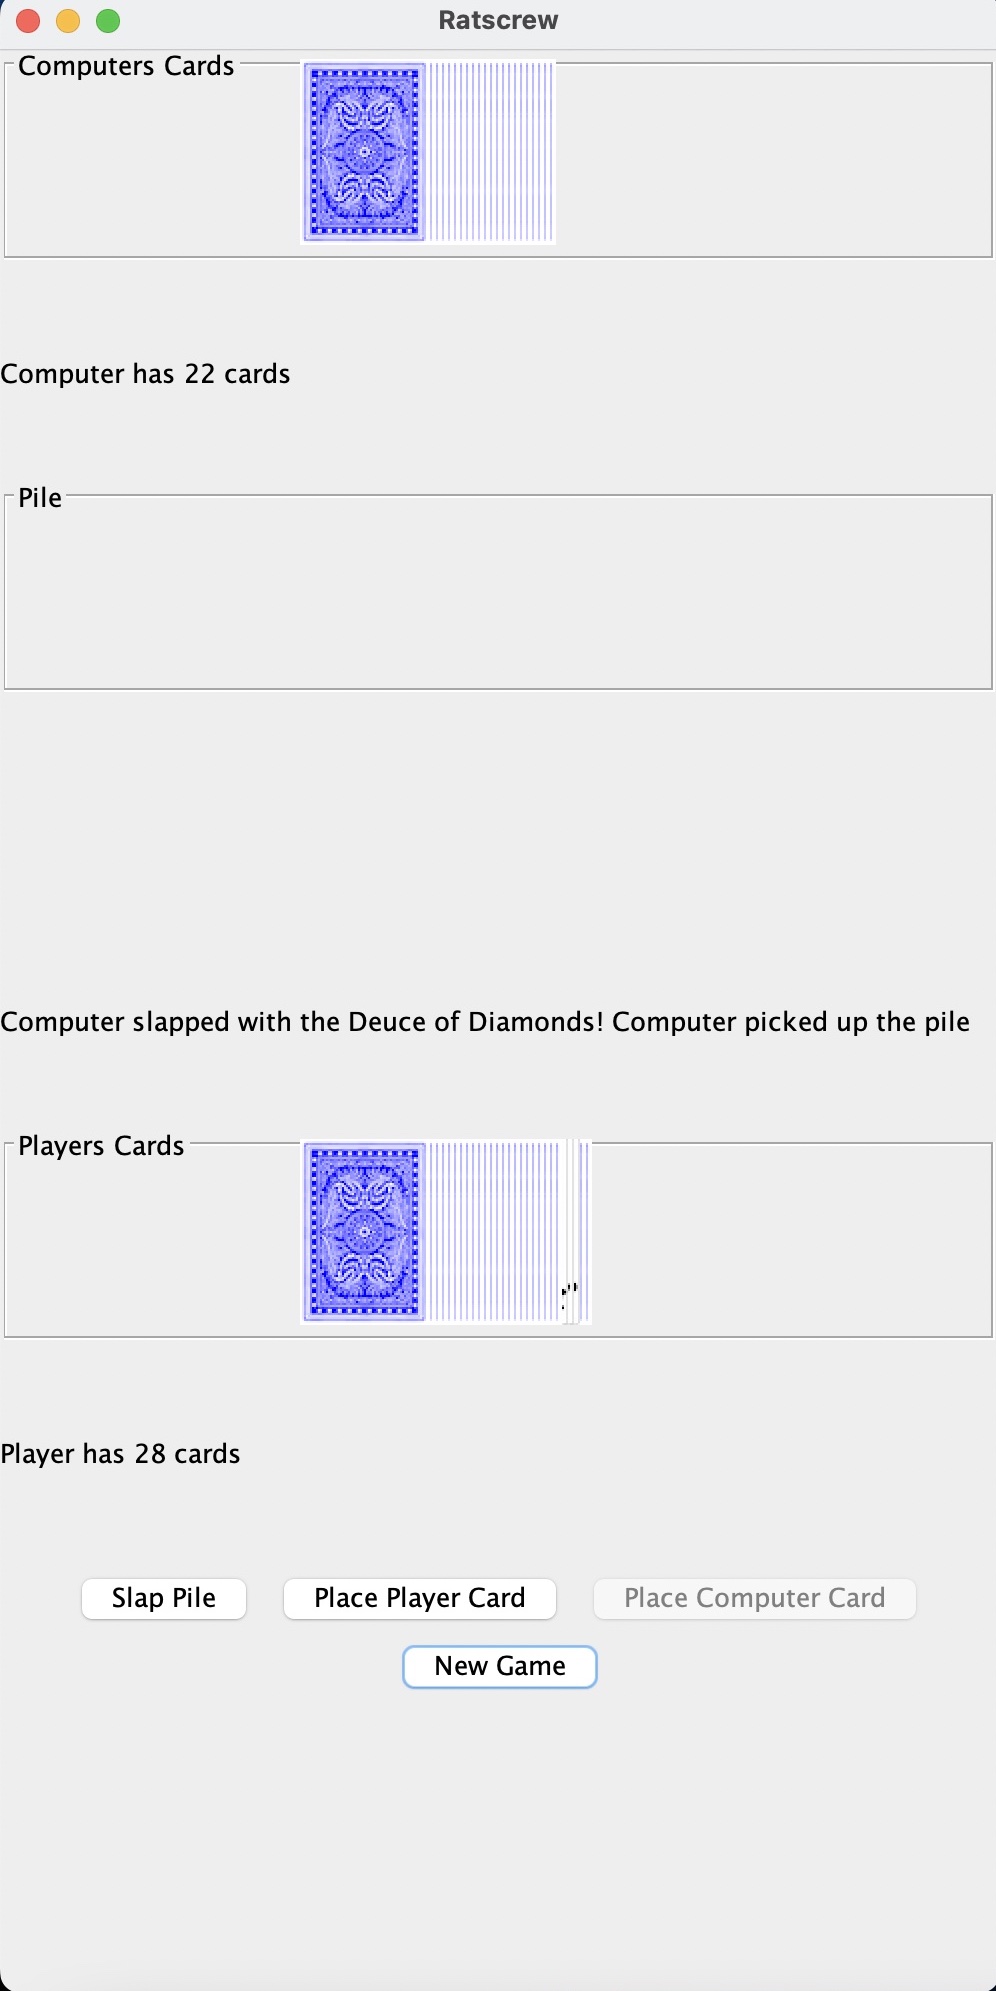 Ratscrew
Computers Cards
Computer has 22 cards
Pile
Computer slapped with the Deuce of Diamonds! Computer picked up the pile
Players Cards
Player has 28 cards
Slap Pile Place Player Card Place Computer Card
New Game